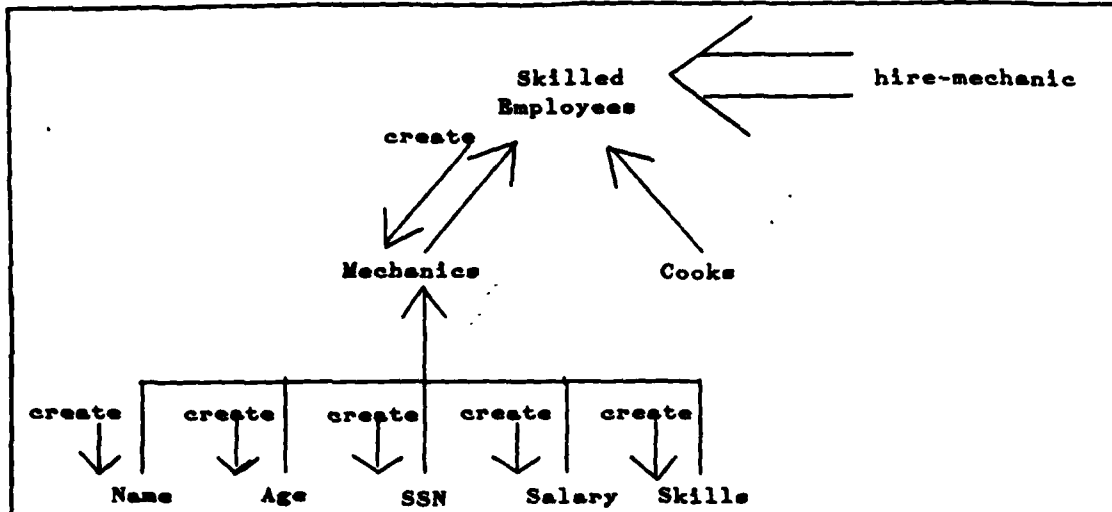 Skilled
Employees
hire-mechanic
create
Mechanics
Cooks
create
create
create
create
create
Name
Age
SSN
Salary
Skills